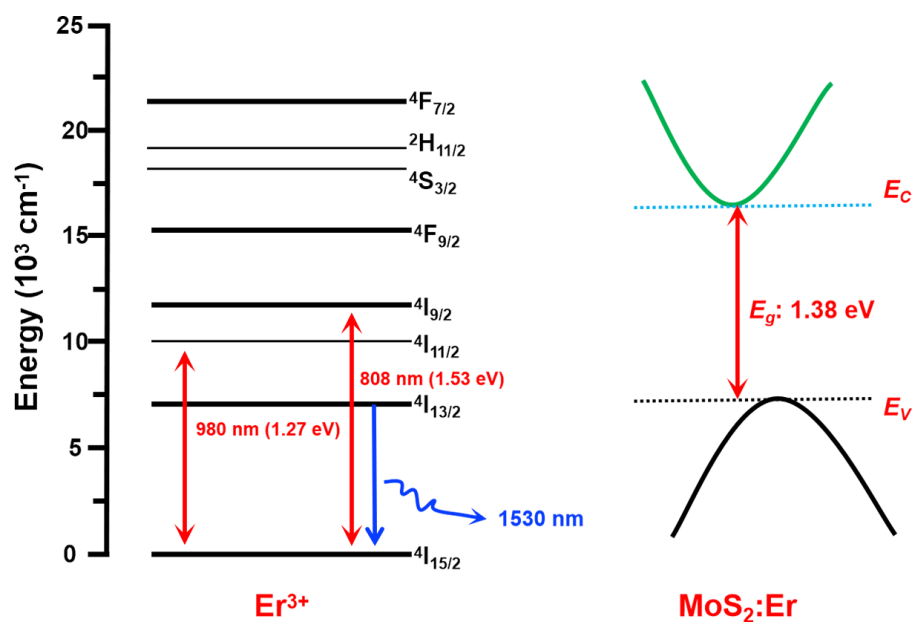 Energy (10³ cm⁻¹)
25
20
15
10
5
0
⁴F₇/₂
²H₁₁/₂
⁴S₃/₂
⁴F₉/₂
⁴I₉/₂
⁴I₁₁/₂
⁴I₁₃/₂
⁴I₁₅/₂
808 nm (1.53 eV)
980 nm (1.27 eV)
1530 nm
Er³⁺
E_C
E_g: 1.38 eV
E_V
MoS₂:Er